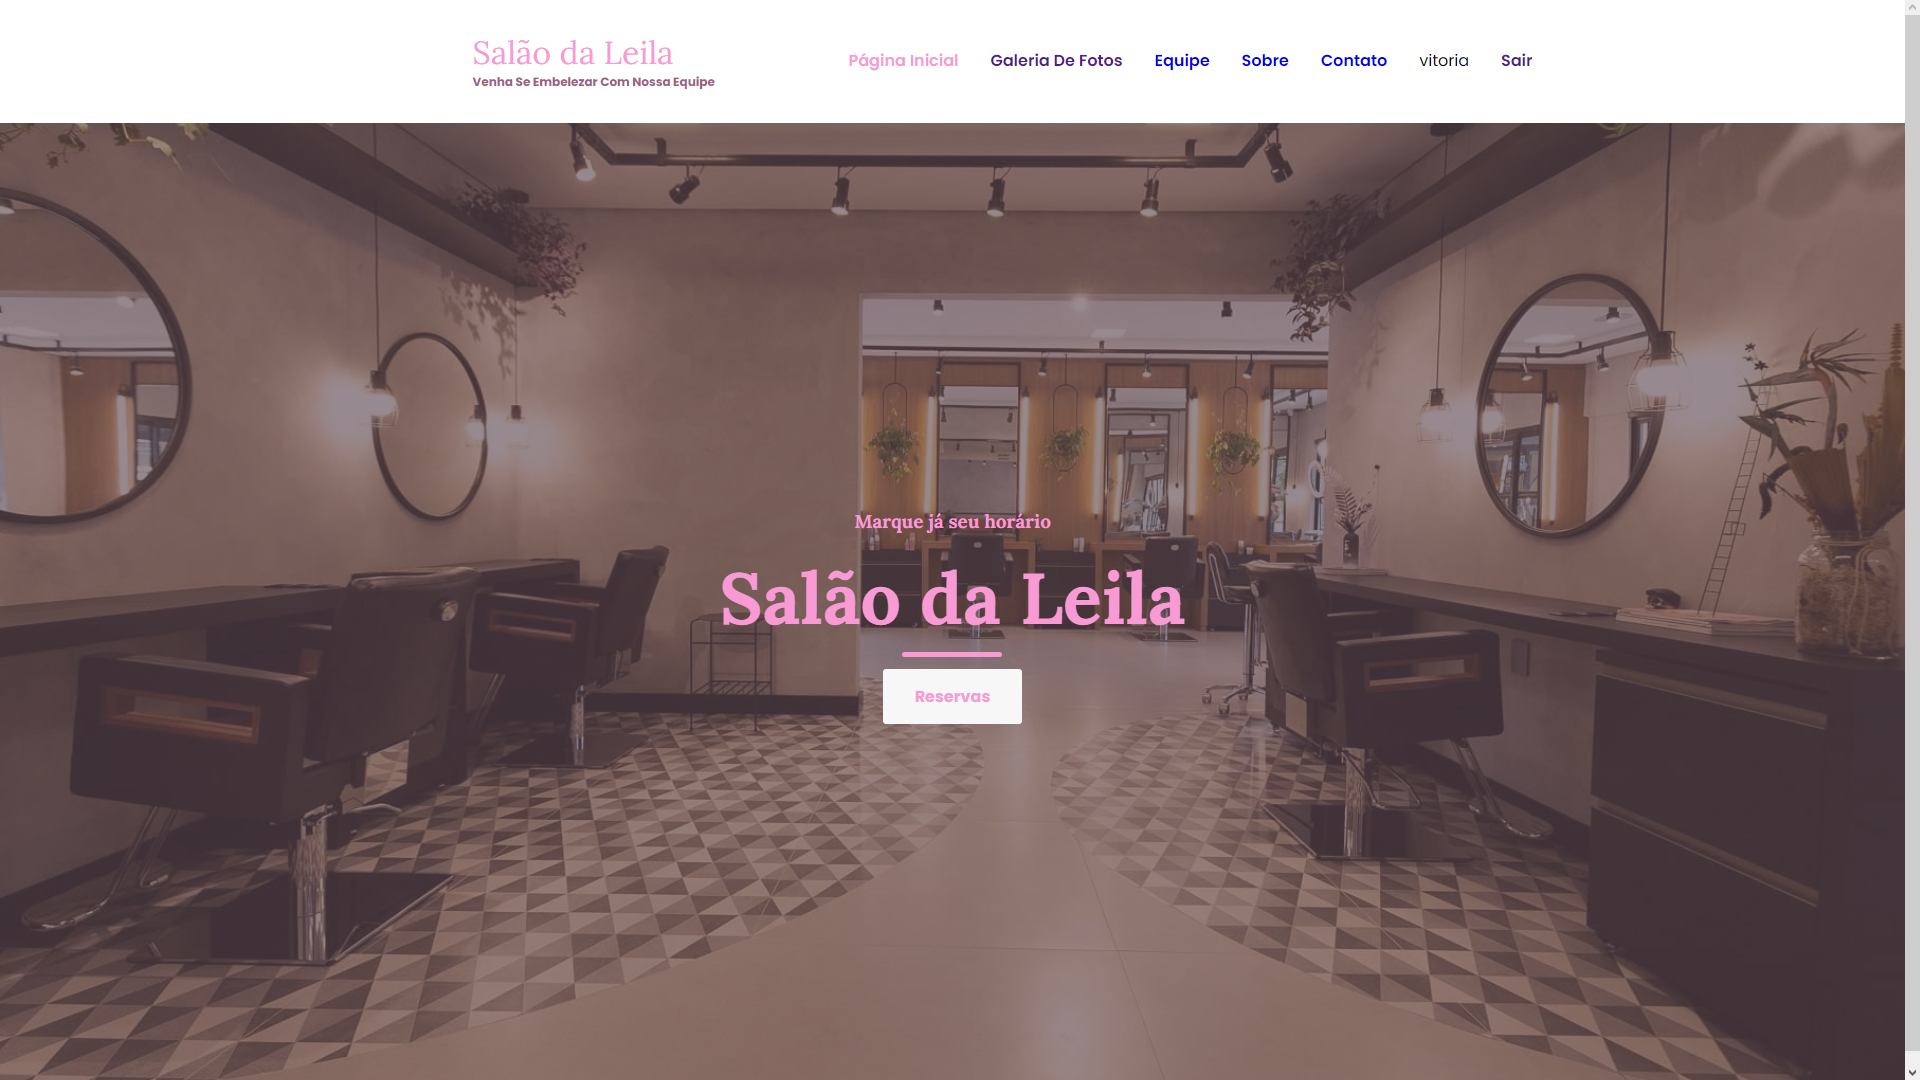 Salão da Leila
Venha Se Embelezar Com Nossa Equipe
Página Inicial Galeria De Fotos Equipe Sobre Contato vitoria Sair
Marque já seu horário
Salão da Leila
Reservas